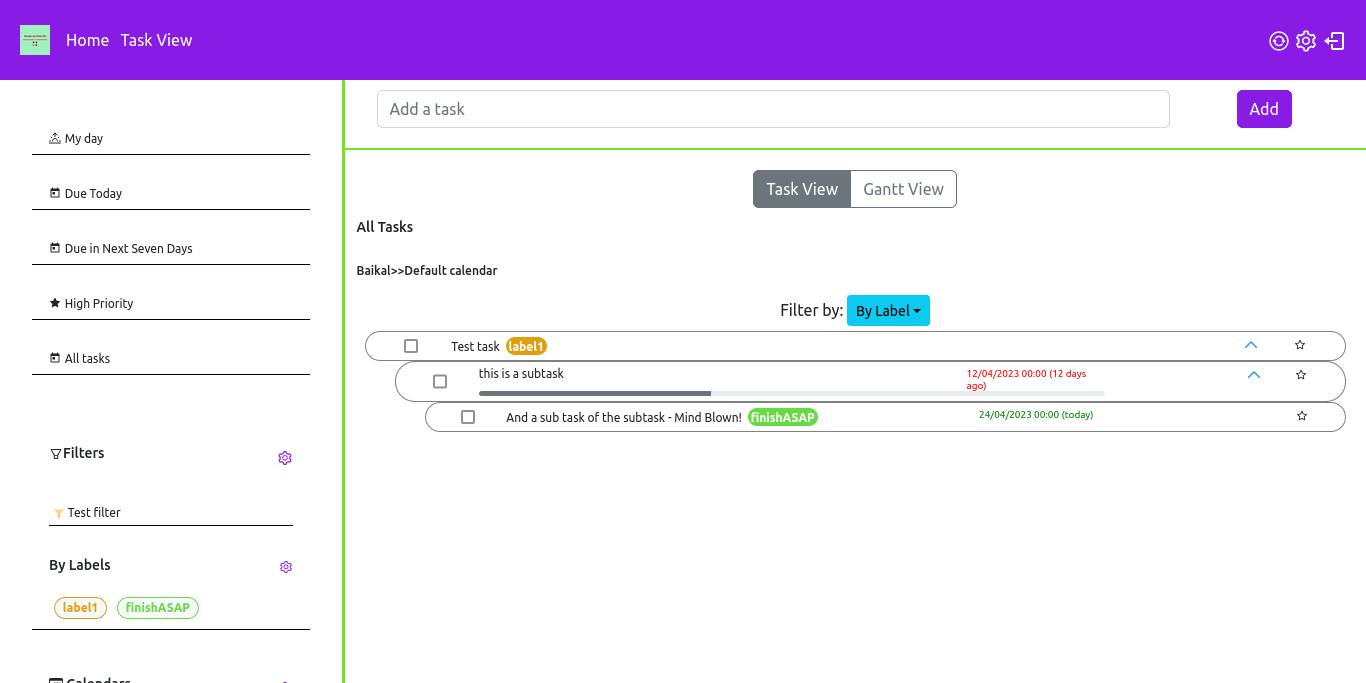 Home Task View
Add a task
Add
My day
Due Today
Due in Next Seven Days
High Priority
All tasks
Filters
Test filter
By Labels
label1 finishASAP
Calendars
Task View Gantt View
All Tasks
Baikal>>Default calendar
Filter by: By Label
Test task label1
this is a subtask
12/04/2023 00:00 (12 days
ago)
And a sub task of the subtask - Mind Blown! finishASAP
24/04/2023 00:00 (today)